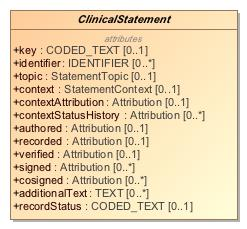 ClinicalStatement
attributes
+key : CODED_TEXT [0..1]
+identifier : IDENTIFIER [0..*]
+topic : StatementTopic [0..1]
+context : StatementContext [0..1]
+contextAttribution : Attribution [0..1]
+contextStatusHistory : Attribution [0..*]
+authored : Attribution [0..1]
+recorded : Attribution [0..1]
+verified : Attribution [0..1]
+signed : Attribution [0..*]
+cosigned : Attribution [0..*]
+additionalText : TEXT [0..*]
+recordStatus : CODED_TEXT [0..1]